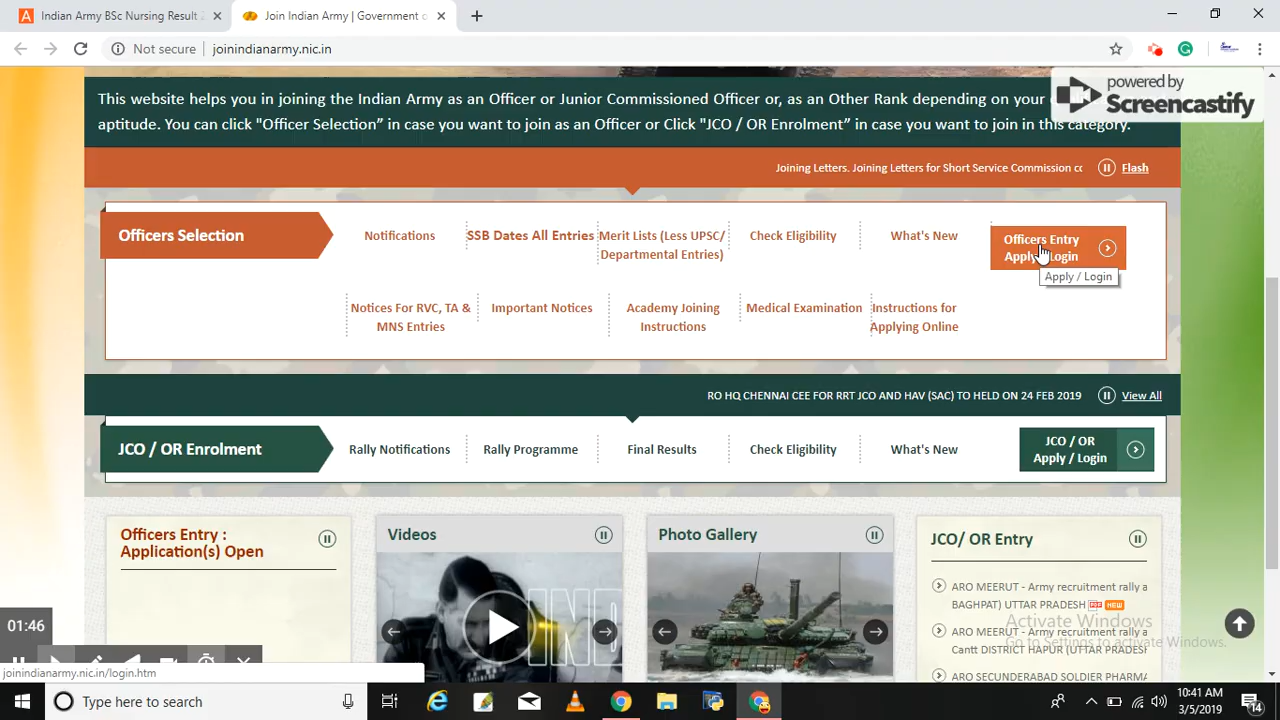 Indian Army BSc Nursing Result
Join Indian Army | Government o
Not secure
joinindianarmy.nic.in
powered by
Screencastify
This website helps you in joining the Indian Army as an Officer or Junior Commissioned Officer or, as an Other Rank depending on your
aptitude. You can click "Officer Selection” in case you want to join as an Officer or Click "JCO / OR Enrolment” in case you want to join in this category.
Joining Letters. Joining Letters for Short Service Commission co
Flash
Officers Selection
Notifications
SSB Dates All Entries
Merit Lists (Less UPSC/
Departmental Entries)
Check Eligibility
What's New
Officers Entry
Apply / Login
Apply / Login
Notices For RVC, TA &
MNS Entries
Important Notices
Academy Joining
Instructions
Medical Examination
Instructions for
Applying Online
RO HQ CHENNAI CEE FOR RRT JCO AND HAV (SAC) TO HELD ON 24 FEB 2019
View All
JCO / OR Enrolment
Rally Notifications
Rally Programme
Final Results
Check Eligibility
What's New
JCO / OR
Apply / Login
Officers Entry :
Application(s) Open
Videos
Photo Gallery
JCO/ OR Entry
ARO MEERUT - Army recruitment rally a
BAGHPAT) UTTAR PRADESH NEW
ARO MEERUT - Army recruitment rally a
Cantt DISTRICT HAPUR (UTTAR PRADESH
ARO SECUNDERABAD SOLDIER PHARMA
Activate Windows
Go to Settings to activate Windows.
01:46
joinindianarmy.nic.in/login.htm
Type here to search
10:41 AM
3/5/2019
14